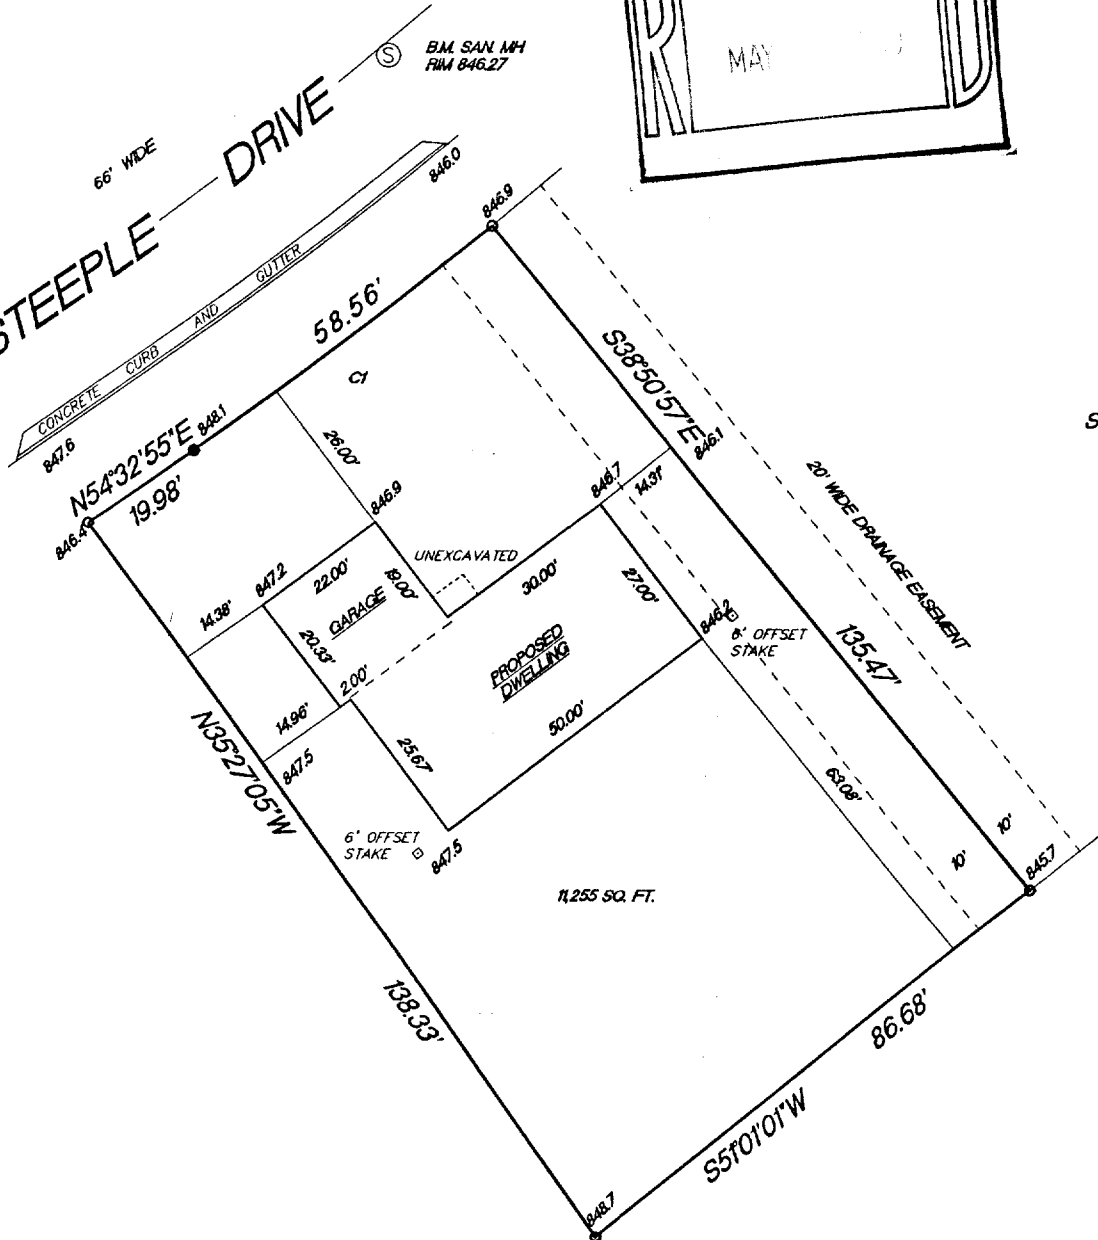 B.M. SAN. MH
RIM 846.27
R
D
MAY
66' WIDE
STEEPLE DRIVE
846.0
846.9
CONCRETE CURB AND GUTTER
58.56'
C1
847.6
848.1
N54°32'55"E
19.98'
846.4
S38°50'57"E
846.1
26.00'
846.9
846.7
14.31'
20' WIDE DRAINAGE EASEMENT
UNEXCAVATED
847.2
22.00'
19.00'
14.38'
GARAGE
20.33'
30.00'
27.00'
846.2
6' OFFSET
STAKE
PROPOSED
DWELLING
135.47'
2.00'
14.96'
847.5
25.67'
50.00'
N35°27'05"W
63.08'
6' OFFSET
STAKE
847.5
10'
10'
845.7
11,255 SQ. FT.
138.33'
86.68'
S51°01'01"W
848.7
S